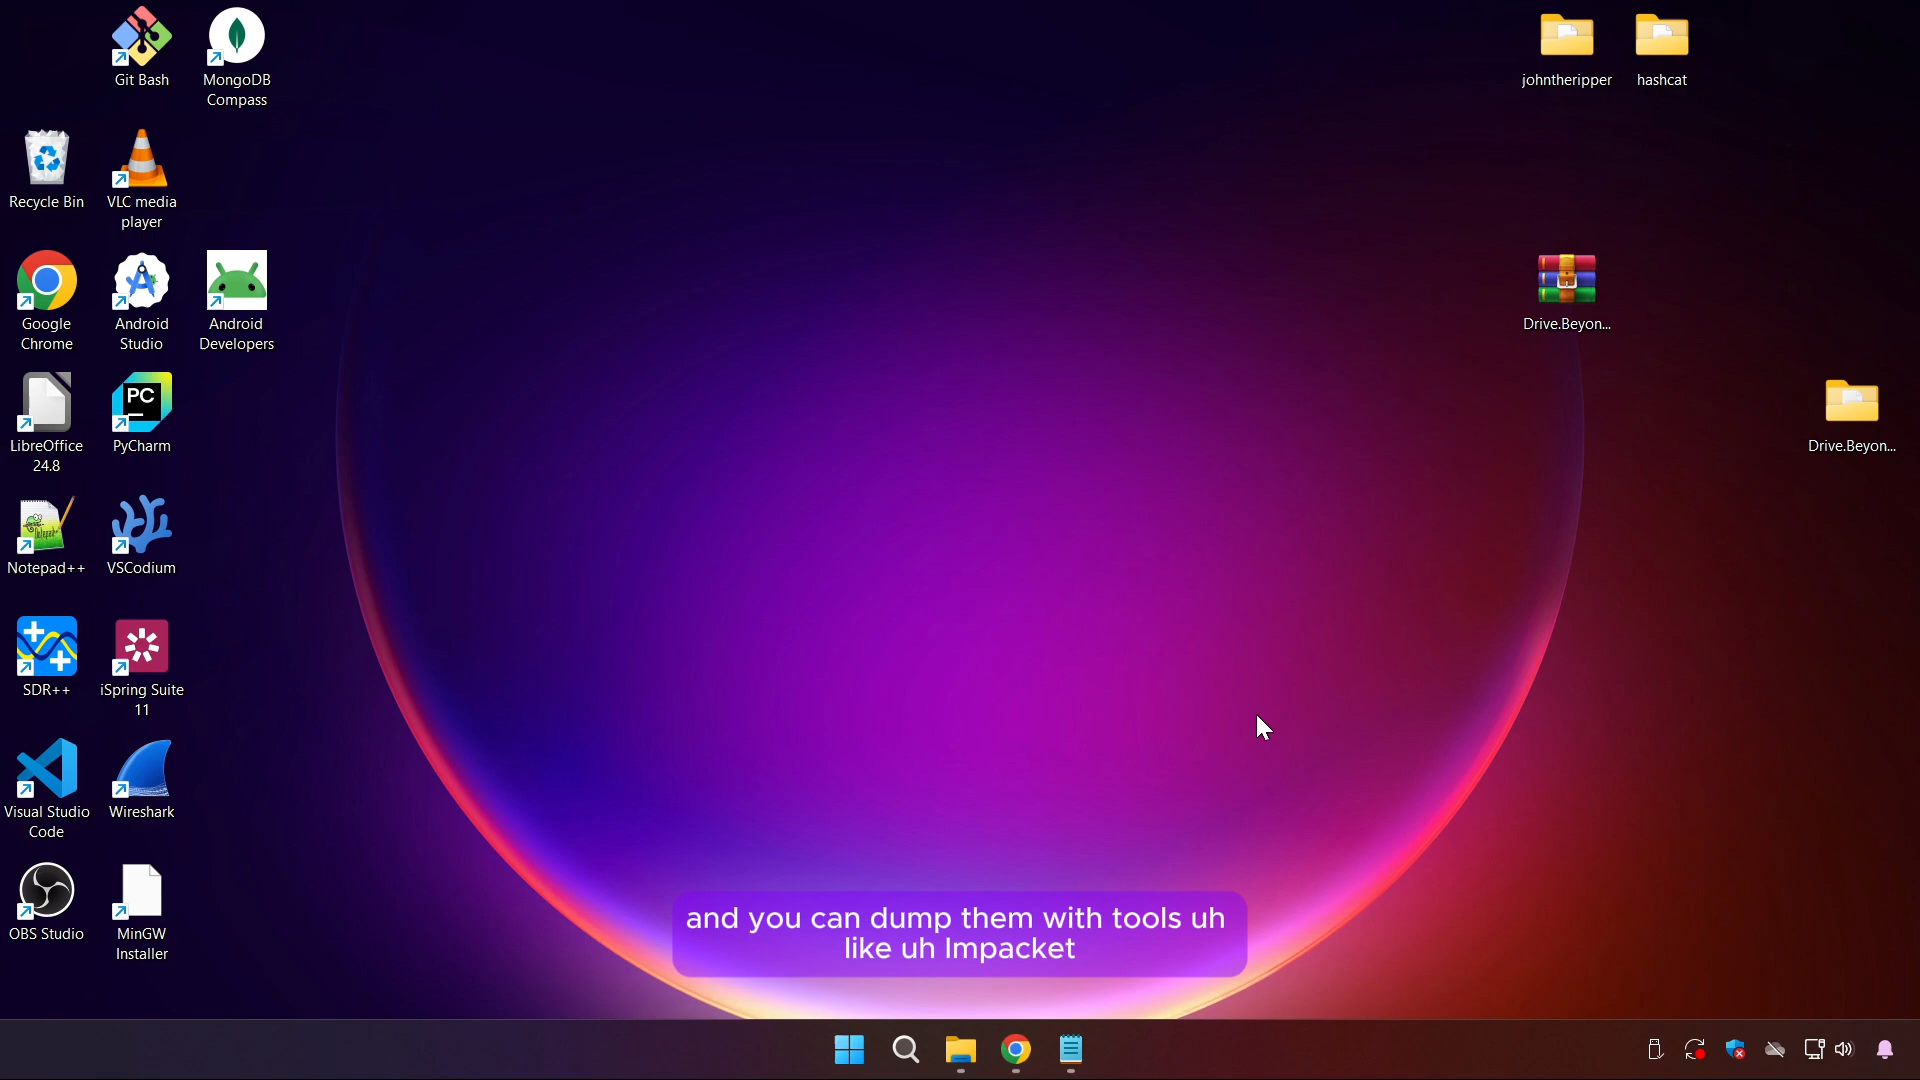 Git Bash
MongoDB
Compass
johntheripper
hashcat
Recycle Bin
VLC media
player
Drive.Beyon...
Google
Chrome
Android
Studio
Android
Developers
LibreOffice
24.8
PC
PyCharm
Drive.Beyon...
Notepad++
VSCodium
SDR++
iSpring Suite
11
Visual Studio
Code
Wireshark
OBS Studio
MinGW
Installer
and you can dump them with tools uh
like uh Impacket